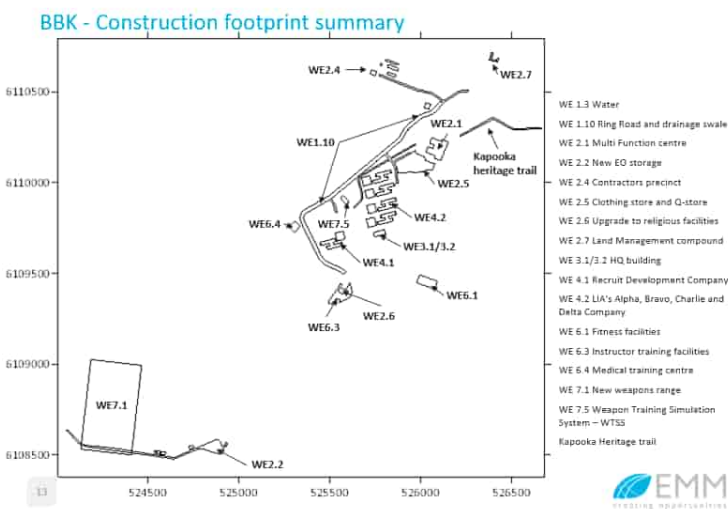 BBK - Construction footprint summary
WE2.4
WE2.7
6110500
WE2.1
WE1.10
Kapooka
heritage trail
6110000
WE2.5
WE4.2
WE6.4
WE7.5
WE3.1/3.2
WE4.1
6109500
WE6.1
WE2.6
WE6.3
6109000
WE7.1
6108500
WE2.2
524500
525000
525500
526000
526500
WE 1.3 Water
WE 1.10 Ring Road and drainage swale
WE 2.1 Multi Function centre
WE 2.2 New EO storage
WE 2.4 Contractors precinct
WE 2.5 Clothing store and Q-store
WE 2.6 Upgrade to religious facilities
WE 2.7 Land Management compound
WE 3.1/3.2 HQ building
WE 4.1 Recruit Development Company
WE 4.2 LIA's Alpha, Bravo, Charlie and
Delta Company
WE 6.1 Fitness facilities
WE 6.3 Instructor training facilities
WE 6.4 Medical training centre
WE 7.1 New weapons range
WE 7.5 Weapon Training Simulation
System – WTSS
Kapooka Heritage trail
13
EMM
creating opportunities